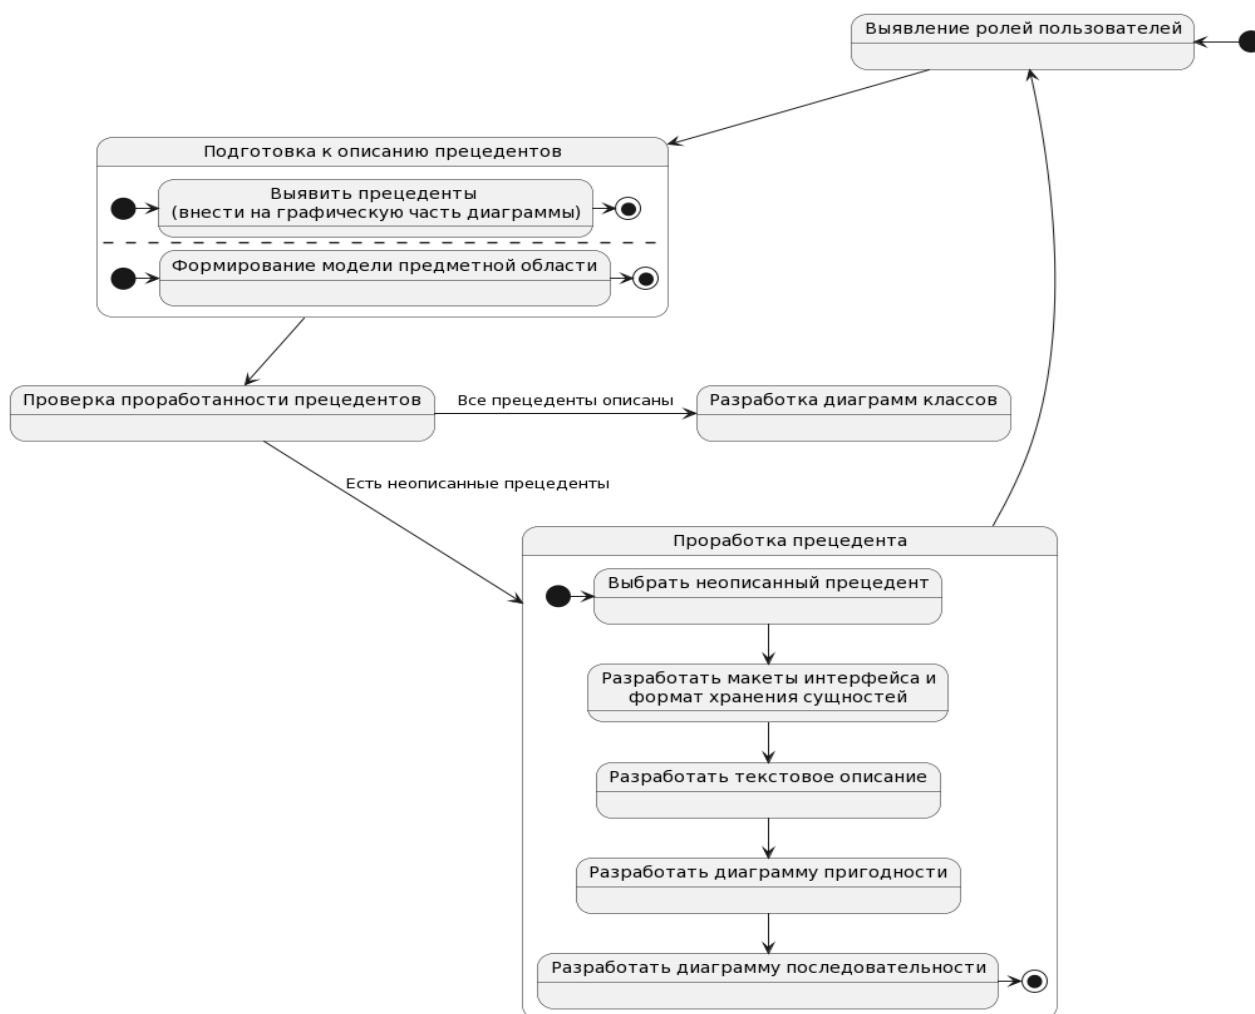 Выявление ролей пользователей
Подготовка к описанию прецедентов
Выявить прецеденты
(внести на графическую часть диаграммы)
Формирование модели предметной области
Проверка проработанности прецедентов
Все прецеденты описаны
Разработка диаграмм классов
Есть неописанные прецеденты
Проработка прецедента
Выбрать неописанный прецедент
Разработать макеты интерфейса и
формат хранения сущностей
Разработать текстовое описание
Разработать диаграмму пригодности
Разработать диаграмму последовательности